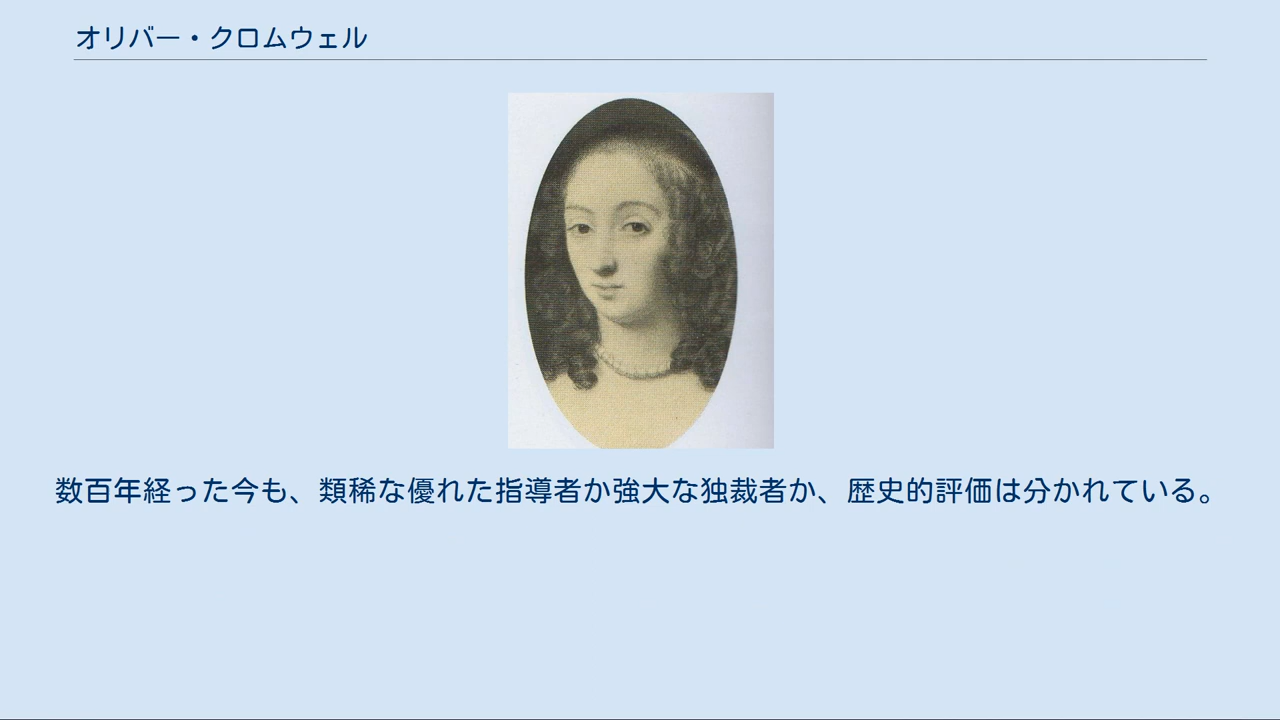 オリバー・クロムウェル
数百年経った今も、類稀な優れた指導者か強大な独裁者か、歴史的評価は分かれている。